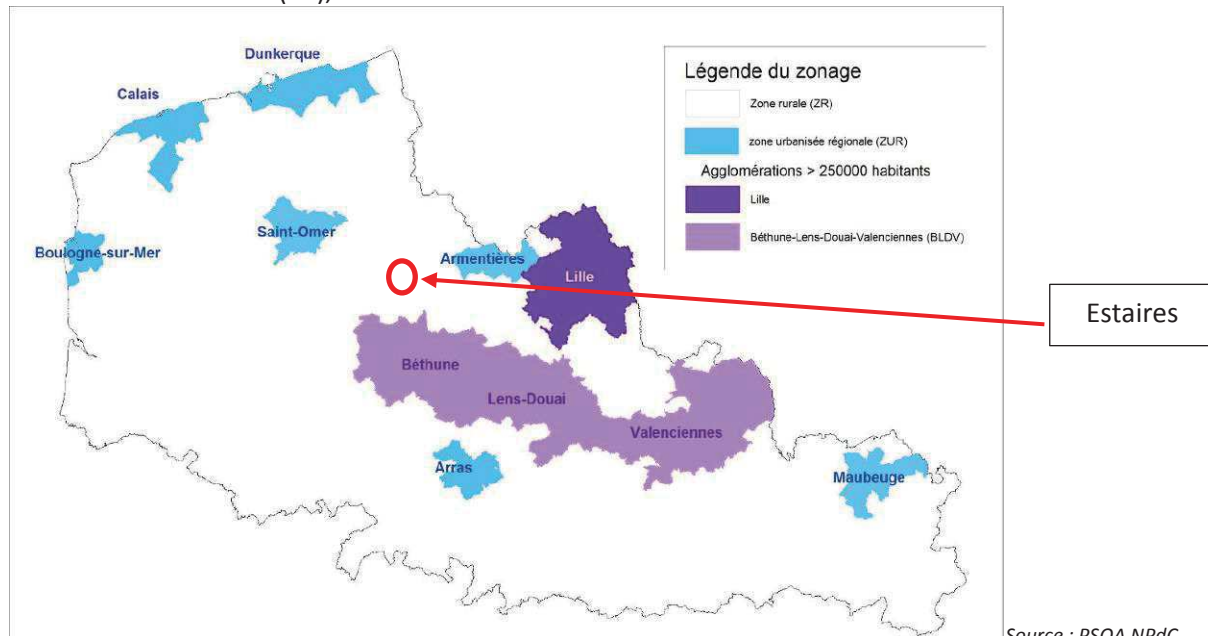 Dunkerque
Calais
Légende du zonage
Zone rurale (ZR)
zone urbanisée régionale (ZUR)
Agglomérations > 250000 habitants
Lille
Béthune-Lens-Douai-Valenciennes (BLDV)
Saint-Omer
Boulogne-sur-Mer
Armentières
Lille
Estaires
Béthune
Lens-Douai
Valenciennes
Arras
Maubeuge
Source : PSQA NPdC